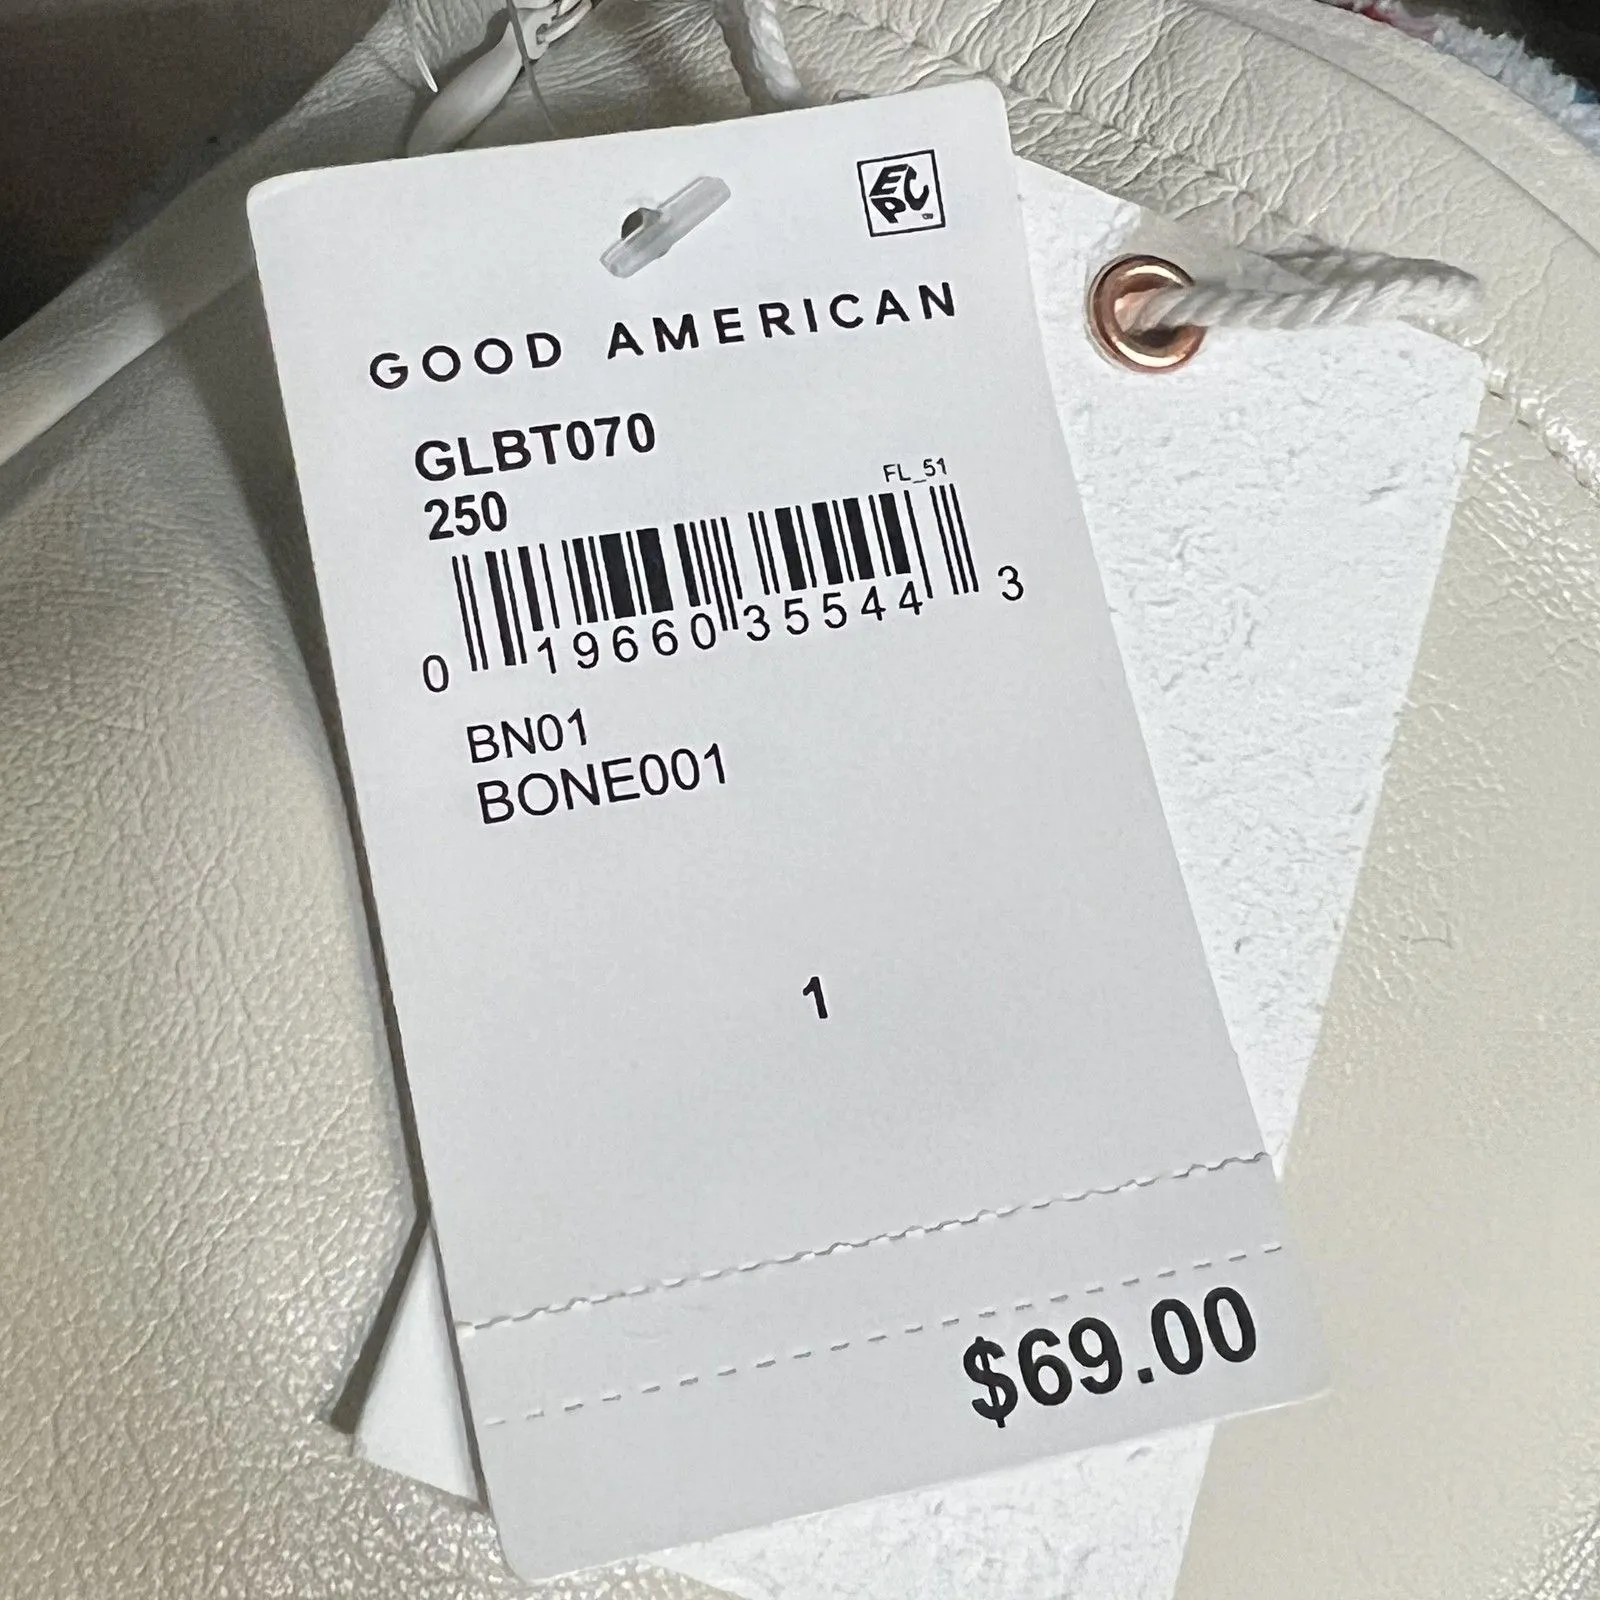 EPC
GOOD AMERICAN
GLBT070
250
FL_51
0 19660 35544 3
BN01
BONE001
1
$69.00